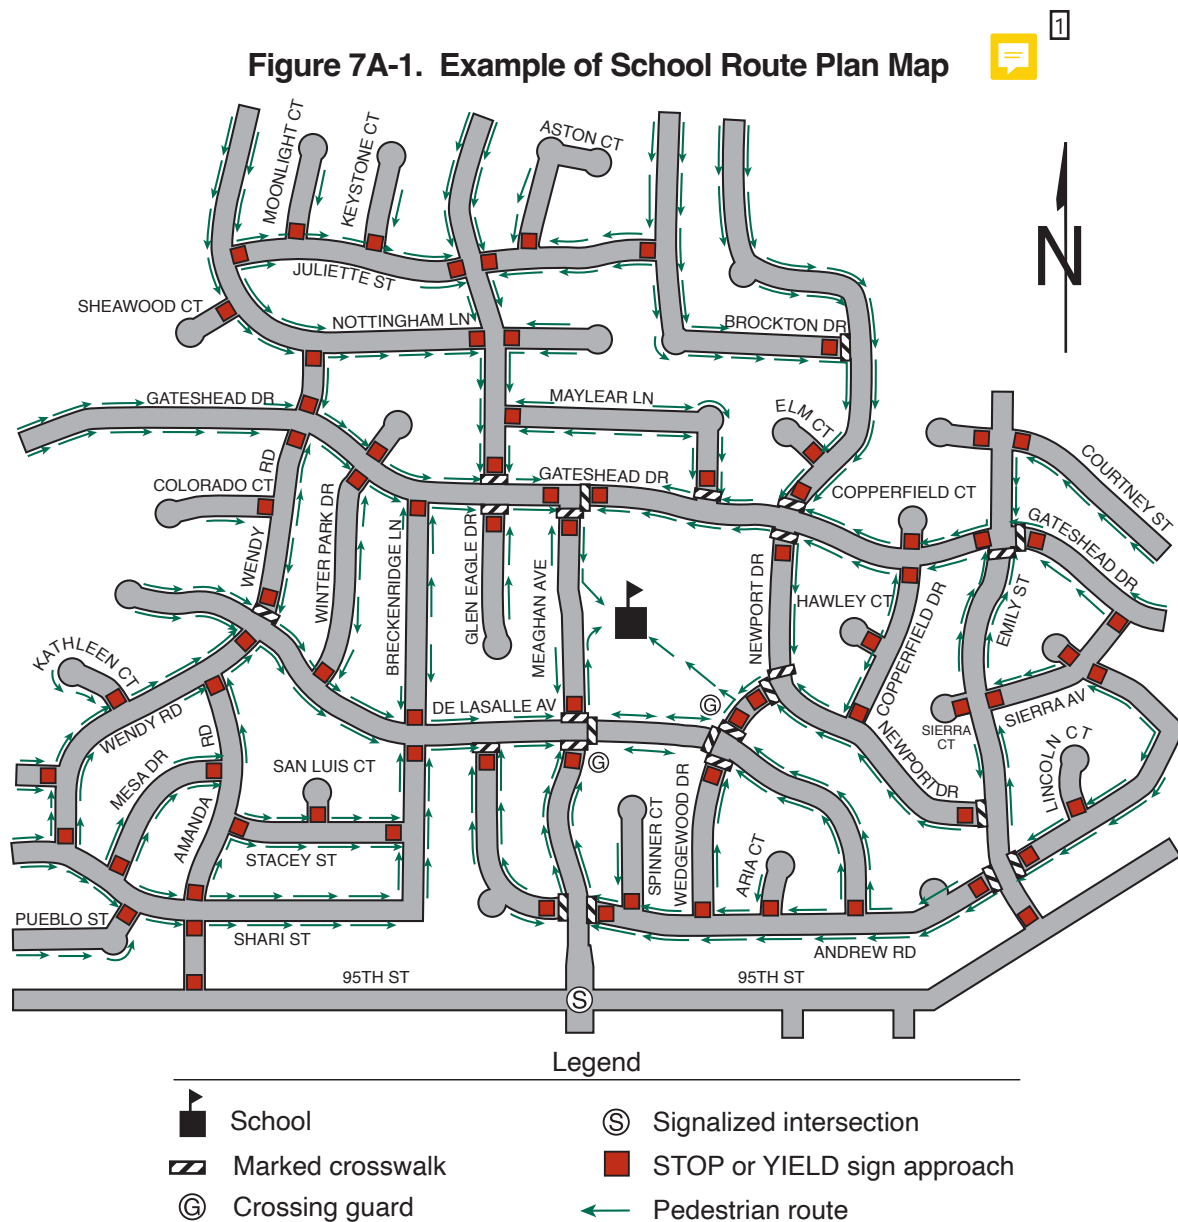 1
Figure 7A-1. Example of School Route Plan Map
MOONLIGHT CT
KEYSTONE CT
ASTON CT
N
JULIETTE ST
SHEAWOOD CT
NOTTINGHAM LN
BROCKTON DR
GATESHEAD DR
MAYLEAR LN
ELM CT
COURTNEY ST
COLORADO CT
WENDY RD
WINTER PARK DR
BRECKENRIDGE LN
GLEN EAGLE DR
GATESHEAD DR
COPPERFIELD CT
GATESHEAD DR
MEAGHAN AVE
NEWPORT DR
HAWLEY CT
COPPERFIELD DR
EMILY ST
KATHLEEN CT
WENDY RD
DE LASALLE AV
G
SIERRA CT
SIERRA AV
MESA DR
AMANDA RD
SAN LUIS CT
G
NEWPORT DR
LINCOLN CT
STACEY ST
SPINNER CT
WEDGEWOOD DR
ARIA CT
PUEBLO ST
SHARI ST
ANDREW RD
95TH ST
95TH ST
S
Legend
School
S Signalized intersection
Marked crosswalk
STOP or YIELD sign approach
G Crossing guard
Pedestrian route